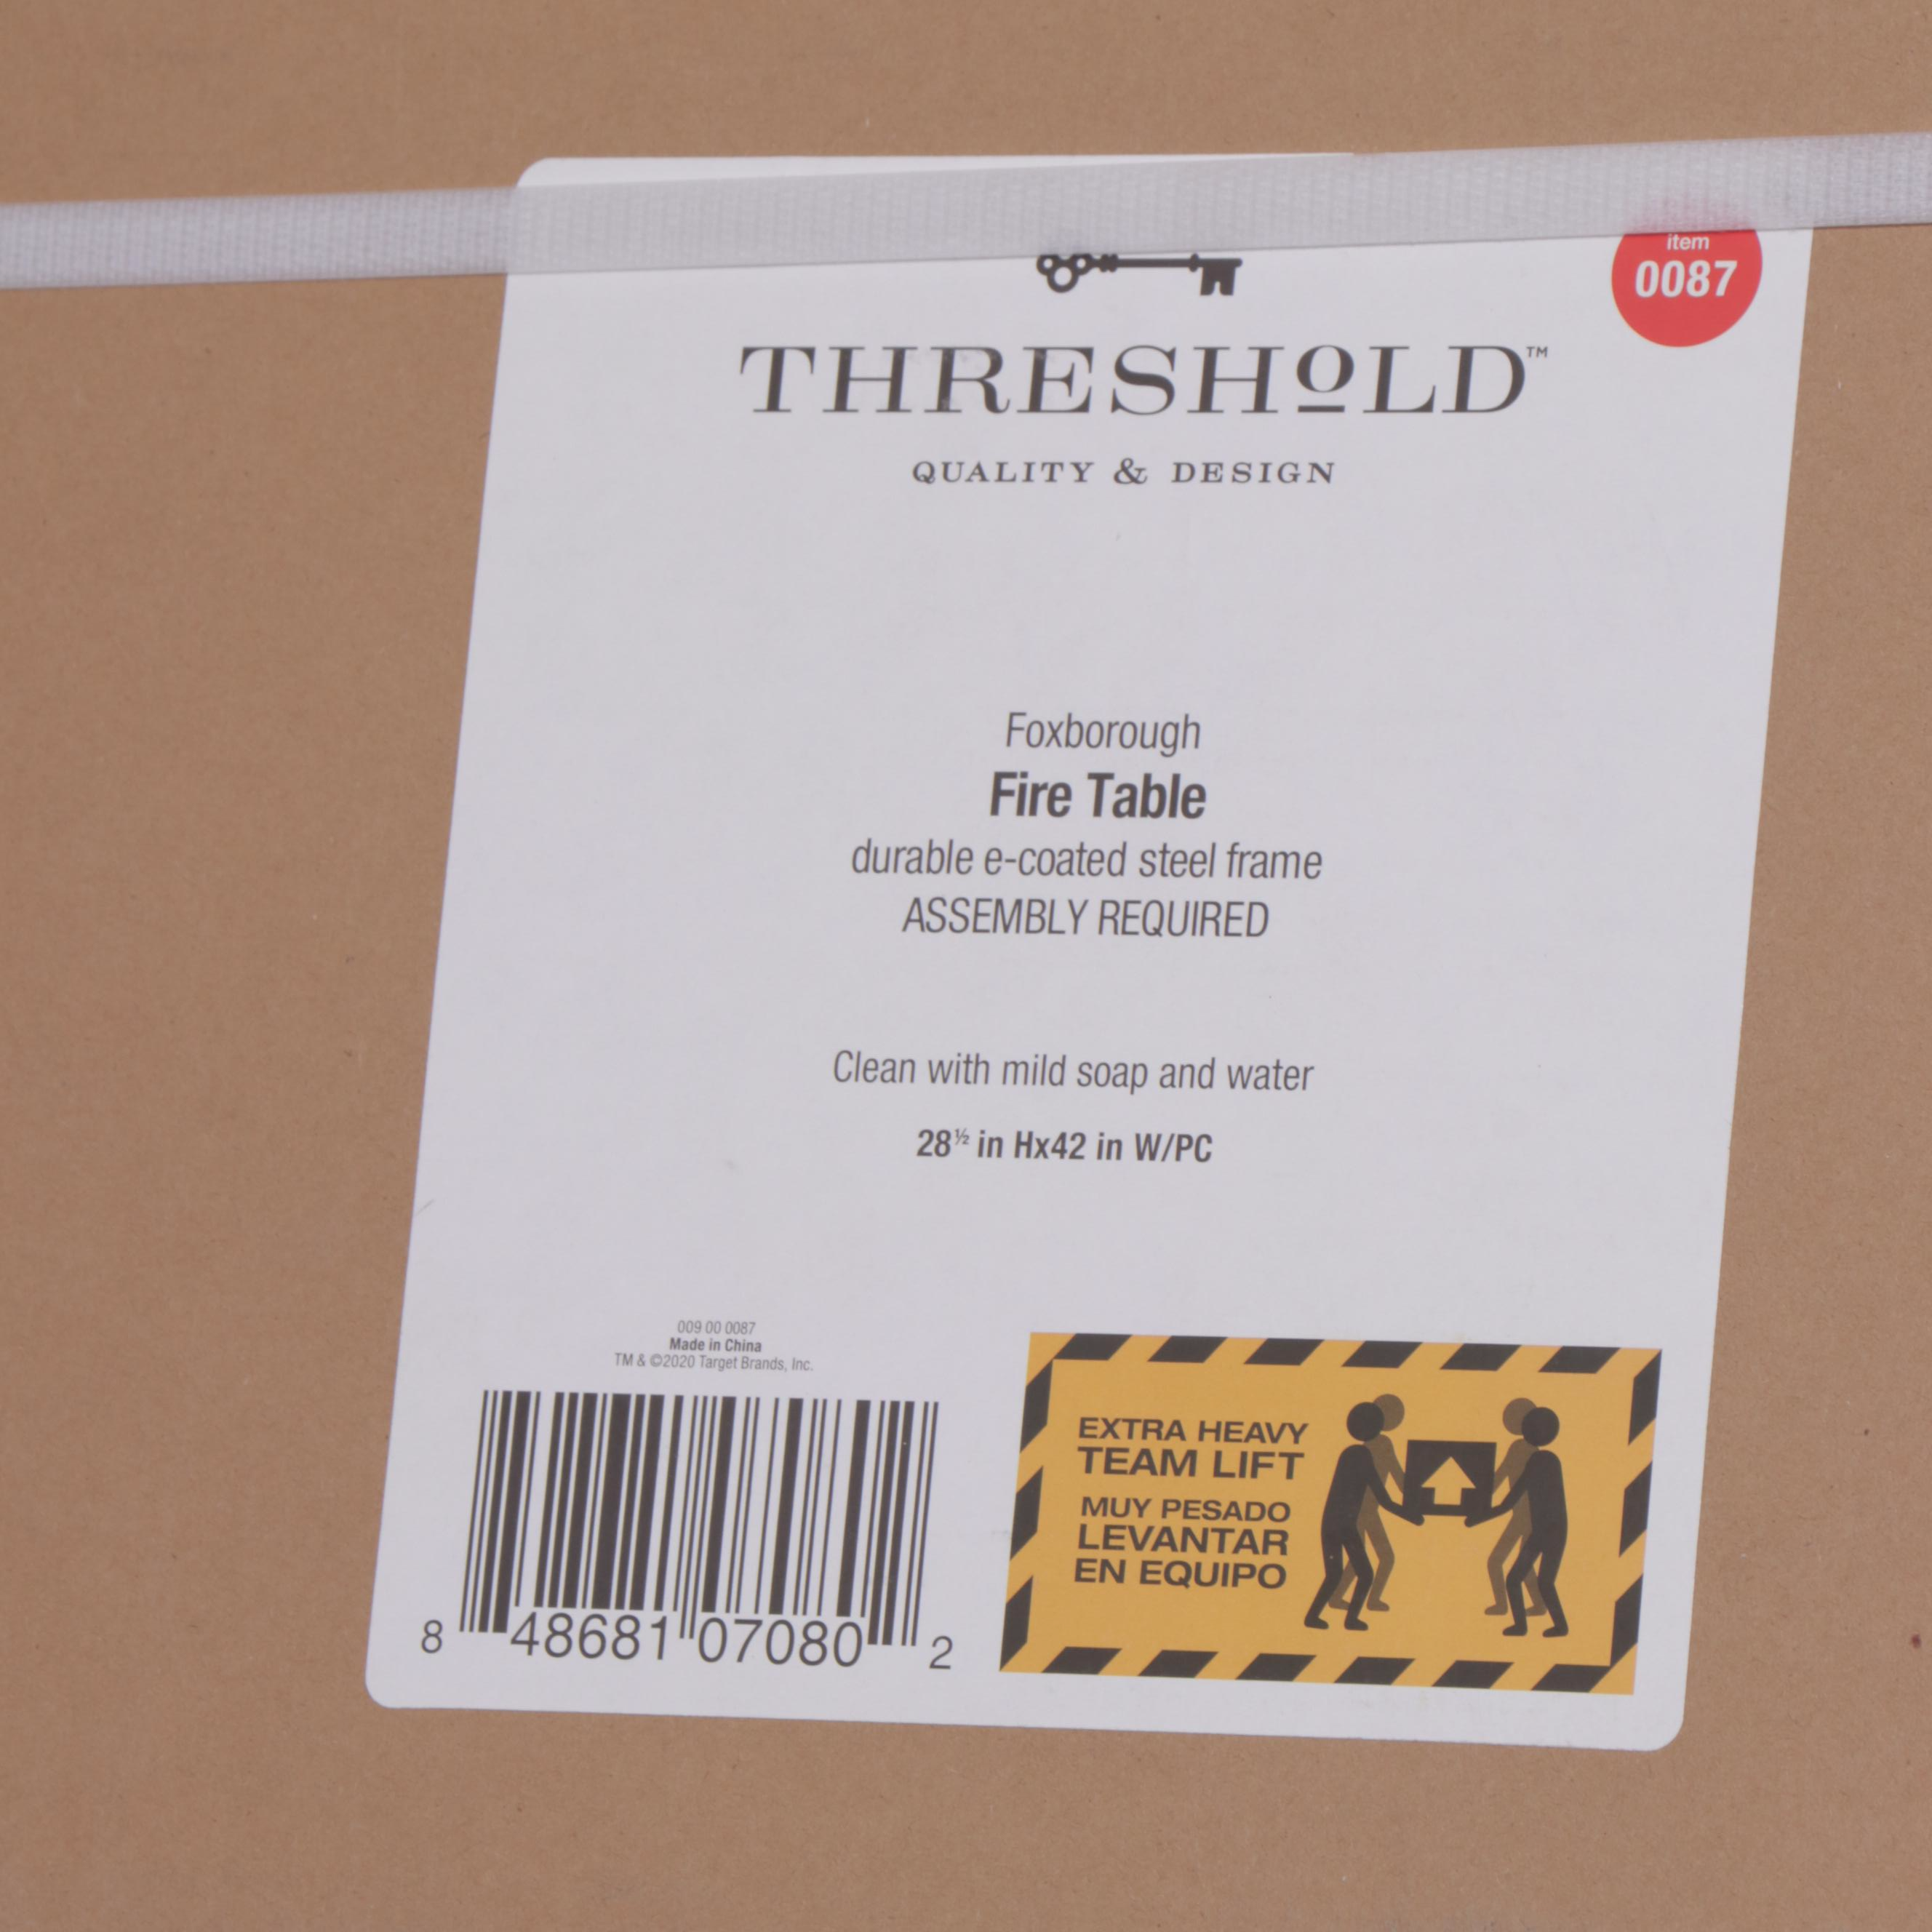 item
0087
THRESHOLD™
QUALITY & DESIGN
Foxborough
Fire Table
durable e-coated steel frame
ASSEMBLY REQUIRED
Clean with mild soap and water
28½ in Hx42 in W/PC
009 00 0087
Made in China
TM & ©2020 Target Brands, Inc.
8 48681 07080 2
EXTRA HEAVY
TEAM LIFT
MUY PESADO
LEVANTAR
EN EQUIPO